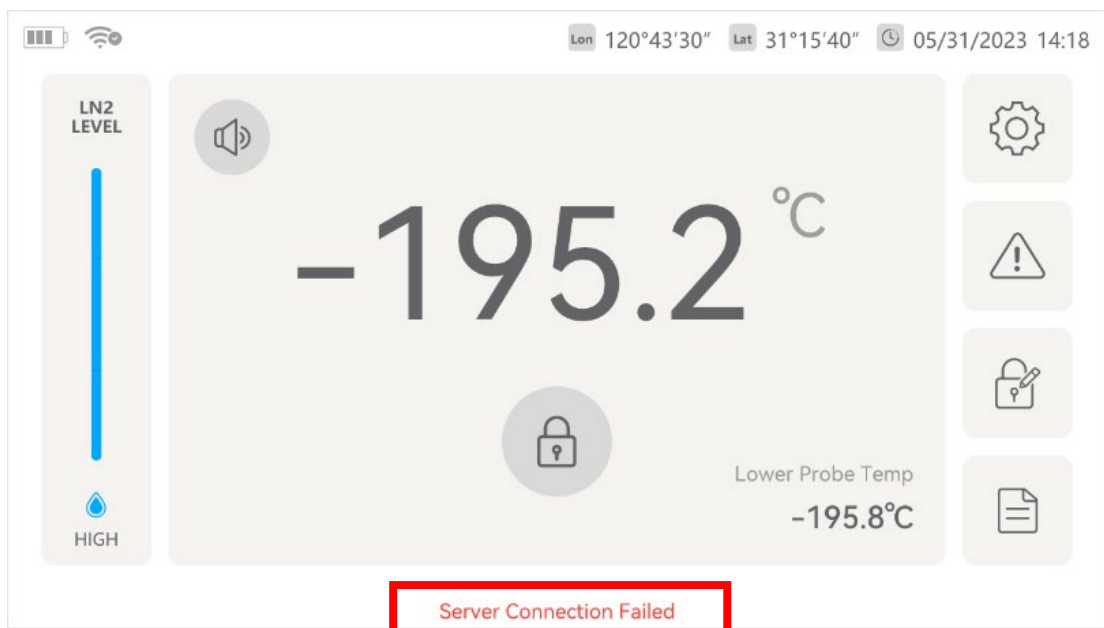 Lon 120°43'30" Lat 31°15'40" 05/31/2023 14:18
LN2
LEVEL
-195.2 °C
Lower Probe Temp
-195.8°C
HIGH
Server Connection Failed